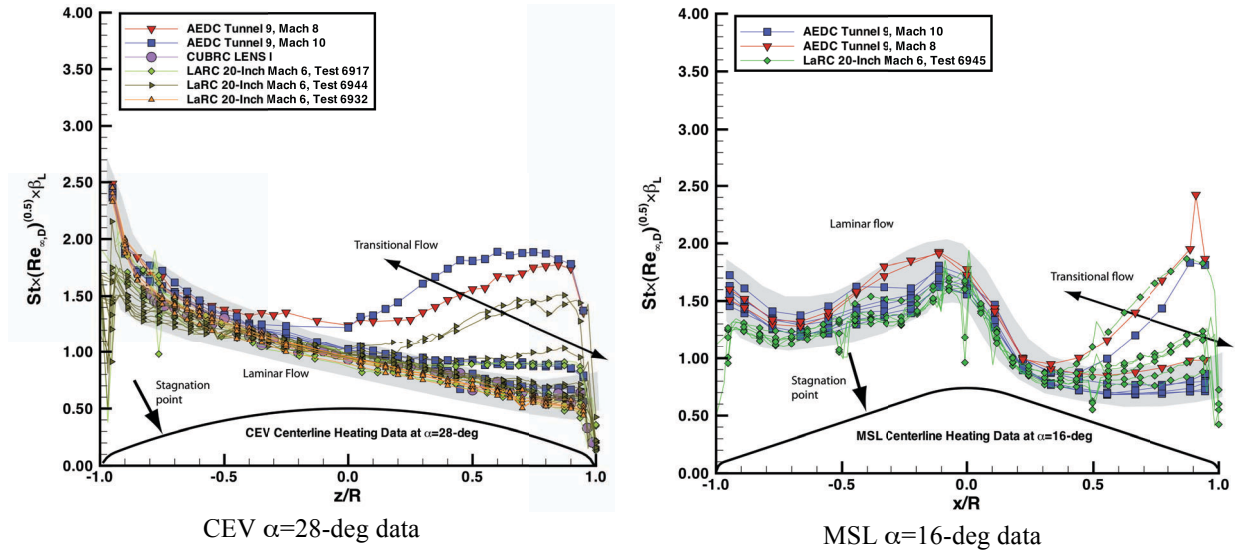 4.00
3.50
3.00
2.50
2.00
1.50
1.00
0.50
0.00
St×(Re∞,D)^(0.5)×βL
AEDC Tunnel 9, Mach 8
AEDC Tunnel 9, Mach 10
CUBRC LENS I
LARC 20-Inch Mach 6, Test 6917
LaRC 20-Inch Mach 6, Test 6944
LaRC 20-Inch Mach 6, Test 6932
Transitional Flow
Laminar Flow
Stagnation
point
CEV Centerline Heating Data at α=28-deg
-1.0
-0.5
0.0
0.5
1.0
z/R
CEV α=28-deg data
4.00
3.50
3.00
2.50
2.00
1.50
1.00
0.50
0.00
St×(Re∞,D)^(0.5)×βL
AEDC Tunnel 9, Mach 10
AEDC Tunnel 9, Mach 8
LaRC 20-Inch Mach 6, Test 6945
Laminar flow
Transitional flow
Stagnation
point
MSL Centerline Heating Data at α=16-deg
-1.0
-0.5
0.0
0.5
1.0
x/R
MSL α=16-deg data